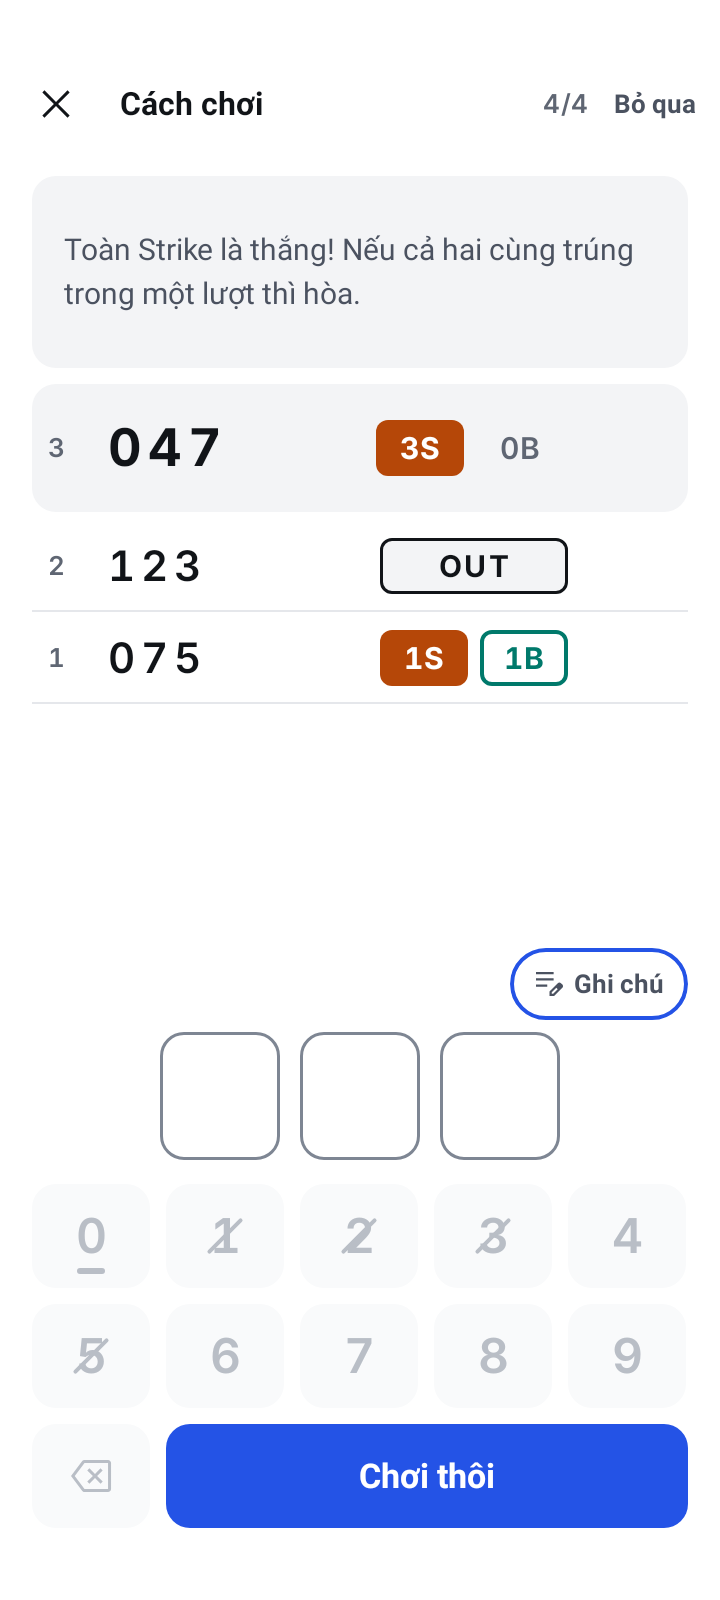 Cách chơi
4/4
Bỏ qua
Toàn Strike là thắng! Nếu cả hai cùng trúng
trong một lượt thì hòa.
3 047 3S 0B
2 123 OUT
1 075 1S 1B
Ghi chú
0 1 2 3 4
5 6 7 8 9
Chơi thôi